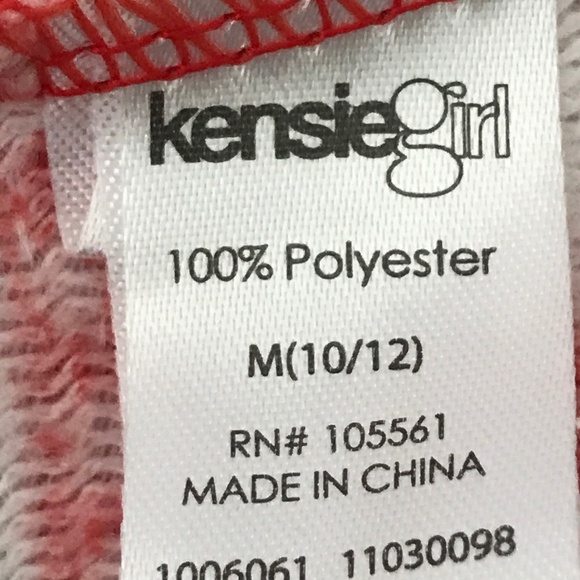 kensiegirl
100% Polyester
M(10/12)
RN# 105561
MADE IN CHINA
1006061 11030098